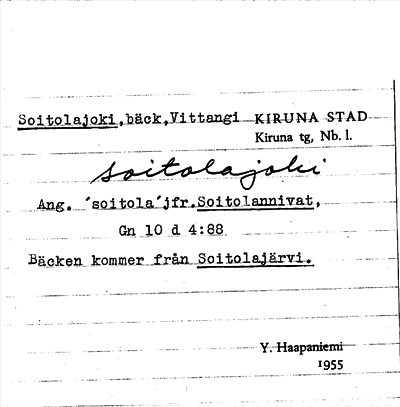 Soitolajoki,bäck,Vittangi KIRUNA STAD
Kiruna tg, Nb. l.
soitolajoki
Ang. ´soitola´jfr.Soitolannivat,
Gn 10 d 4:88
Bäcken kommer från Soitolajärvi.
Y. Haapaniemi
1955